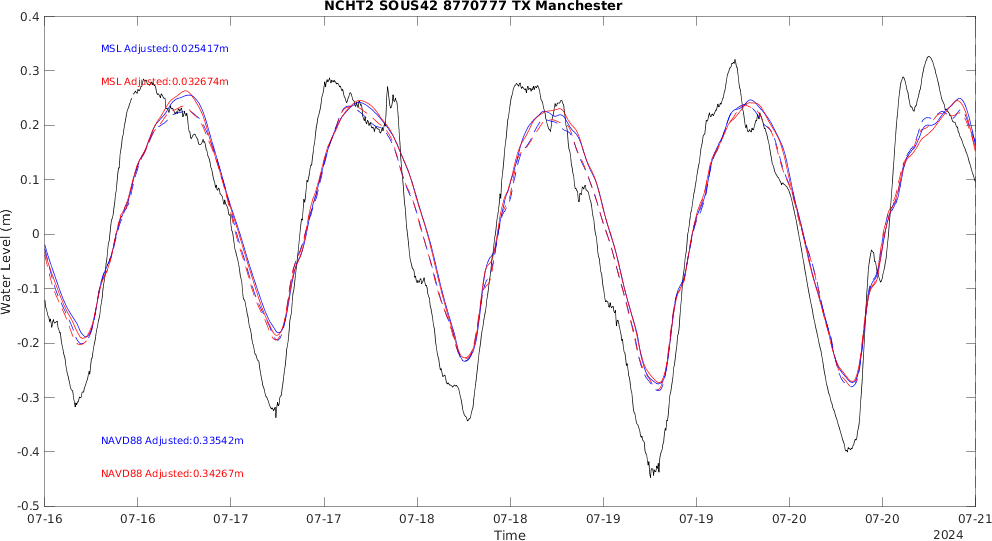 NCHT2 SOUS42 8770777 TX Manchester
0.4
0.3
0.2
0.1
0
-0.1
-0.2
-0.3
-0.4
-0.5
Water Level (m)
MSL Adjusted:0.025417m
MSL Adjusted:0.032674m
NAVD88 Adjusted:0.33542m
NAVD88 Adjusted:0.34267m
07-16 07-16 07-17 07-17 07-18 07-18 07-19 07-19 07-20 07-20 07-21
Time
2024